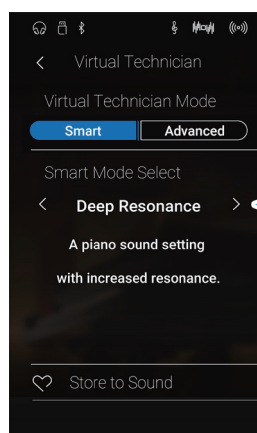 Virtual Technician
Virtual Technician Mode
Smart Advanced
Smart Mode Select
Deep Resonance
A piano sound setting
with increased resonance.
Store to Sound